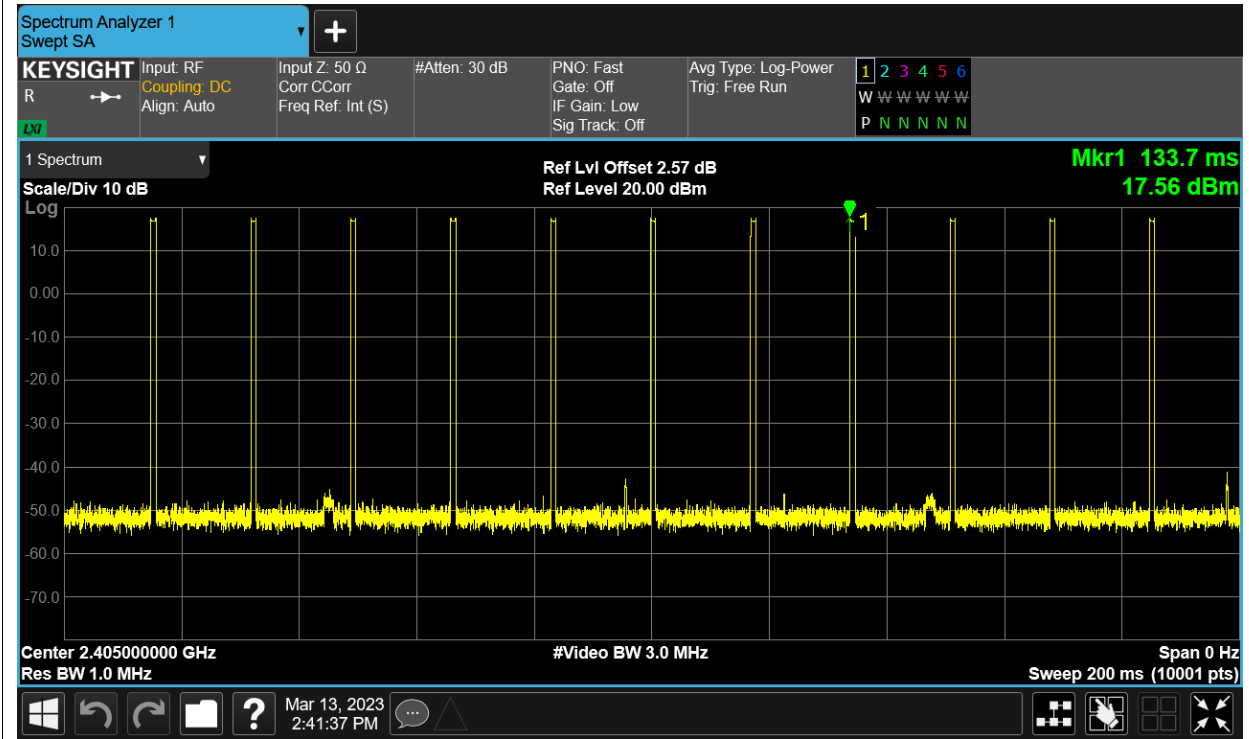 Spectrum Analyzer 1
Swept SA
KEYSIGHT
R
LXI
Input: RF
Coupling: DC
Align: Auto
Input Z: 50 Ω
Corr CCorr
Freq Ref: Int (S)
#Atten: 30 dB
PNO: Fast
Gate: Off
IF Gain: Low
Sig Track: Off
Avg Type: Log-Power
Trig: Free Run
1 2 3 4 5 6
W W W W W W
P N N N N N
1 Spectrum
Scale/Div 10 dB
Ref Lvl Offset 2.57 dB
Ref Level 20.00 dBm
Mkr1 133.7 ms
17.56 dBm
Log
1
10.0
0.00
-10.0
-20.0
-30.0
-40.0
-50.0
-60.0
-70.0
Center 2.405000000 GHz
#Video BW 3.0 MHz
Span 0 Hz
Res BW 1.0 MHz
Sweep 200 ms (10001 pts)
?
Mar 13, 2023
2:41:37 PM